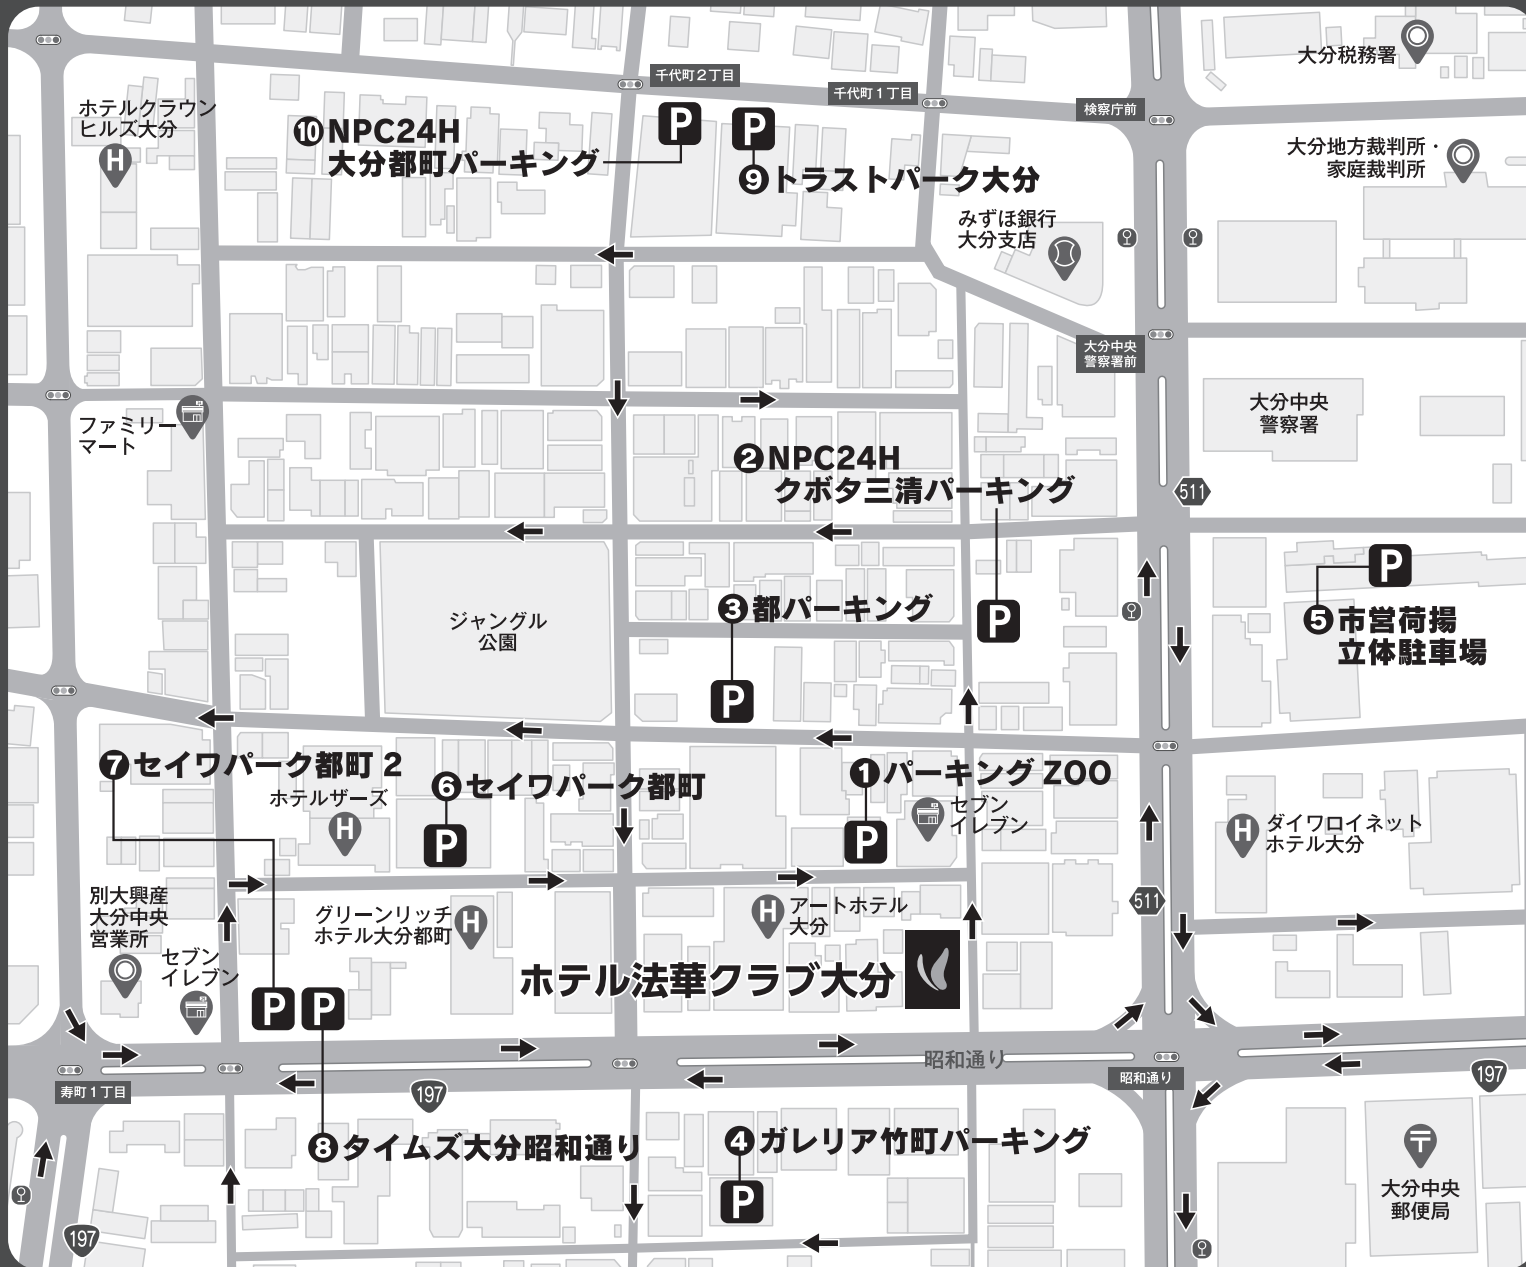 大分税務署
千代町2丁目
千代町1丁目
検察庁前
ホテルクラウン
ヒルズ大分
H
⑩NPC24H
大分都町パーキング
P
P
⑨トラストパーク大分
大分地方裁判所・
家庭裁判所
みずほ銀行
大分支店
大分中央
警察署前
ファミリー
マート
大分中央
警察署
②NPC24H
クボタ三清パーキング
511
P
ジャングル
公園
③都パーキング
P
P
⑤市営荷揚
立体駐車場
⑦セイワパーク都町 2
ホテルザーズ
H
⑥セイワパーク都町
P
①パーキング ZOO
P
セブン
イレブン
H
ダイワロイネット
ホテル大分
511
別大興産
大分中央
営業所
セブン
イレブン
グリーンリッチ
ホテル大分都町
H
H
アートホテル
大分
ホテル法華クラブ大分
P
P
昭和通り
寿町1丁目
197
昭和通り
197
⑧タイムズ大分昭和通り
④ガレリア竹町パーキング
P
〒
大分中央
郵便局
197